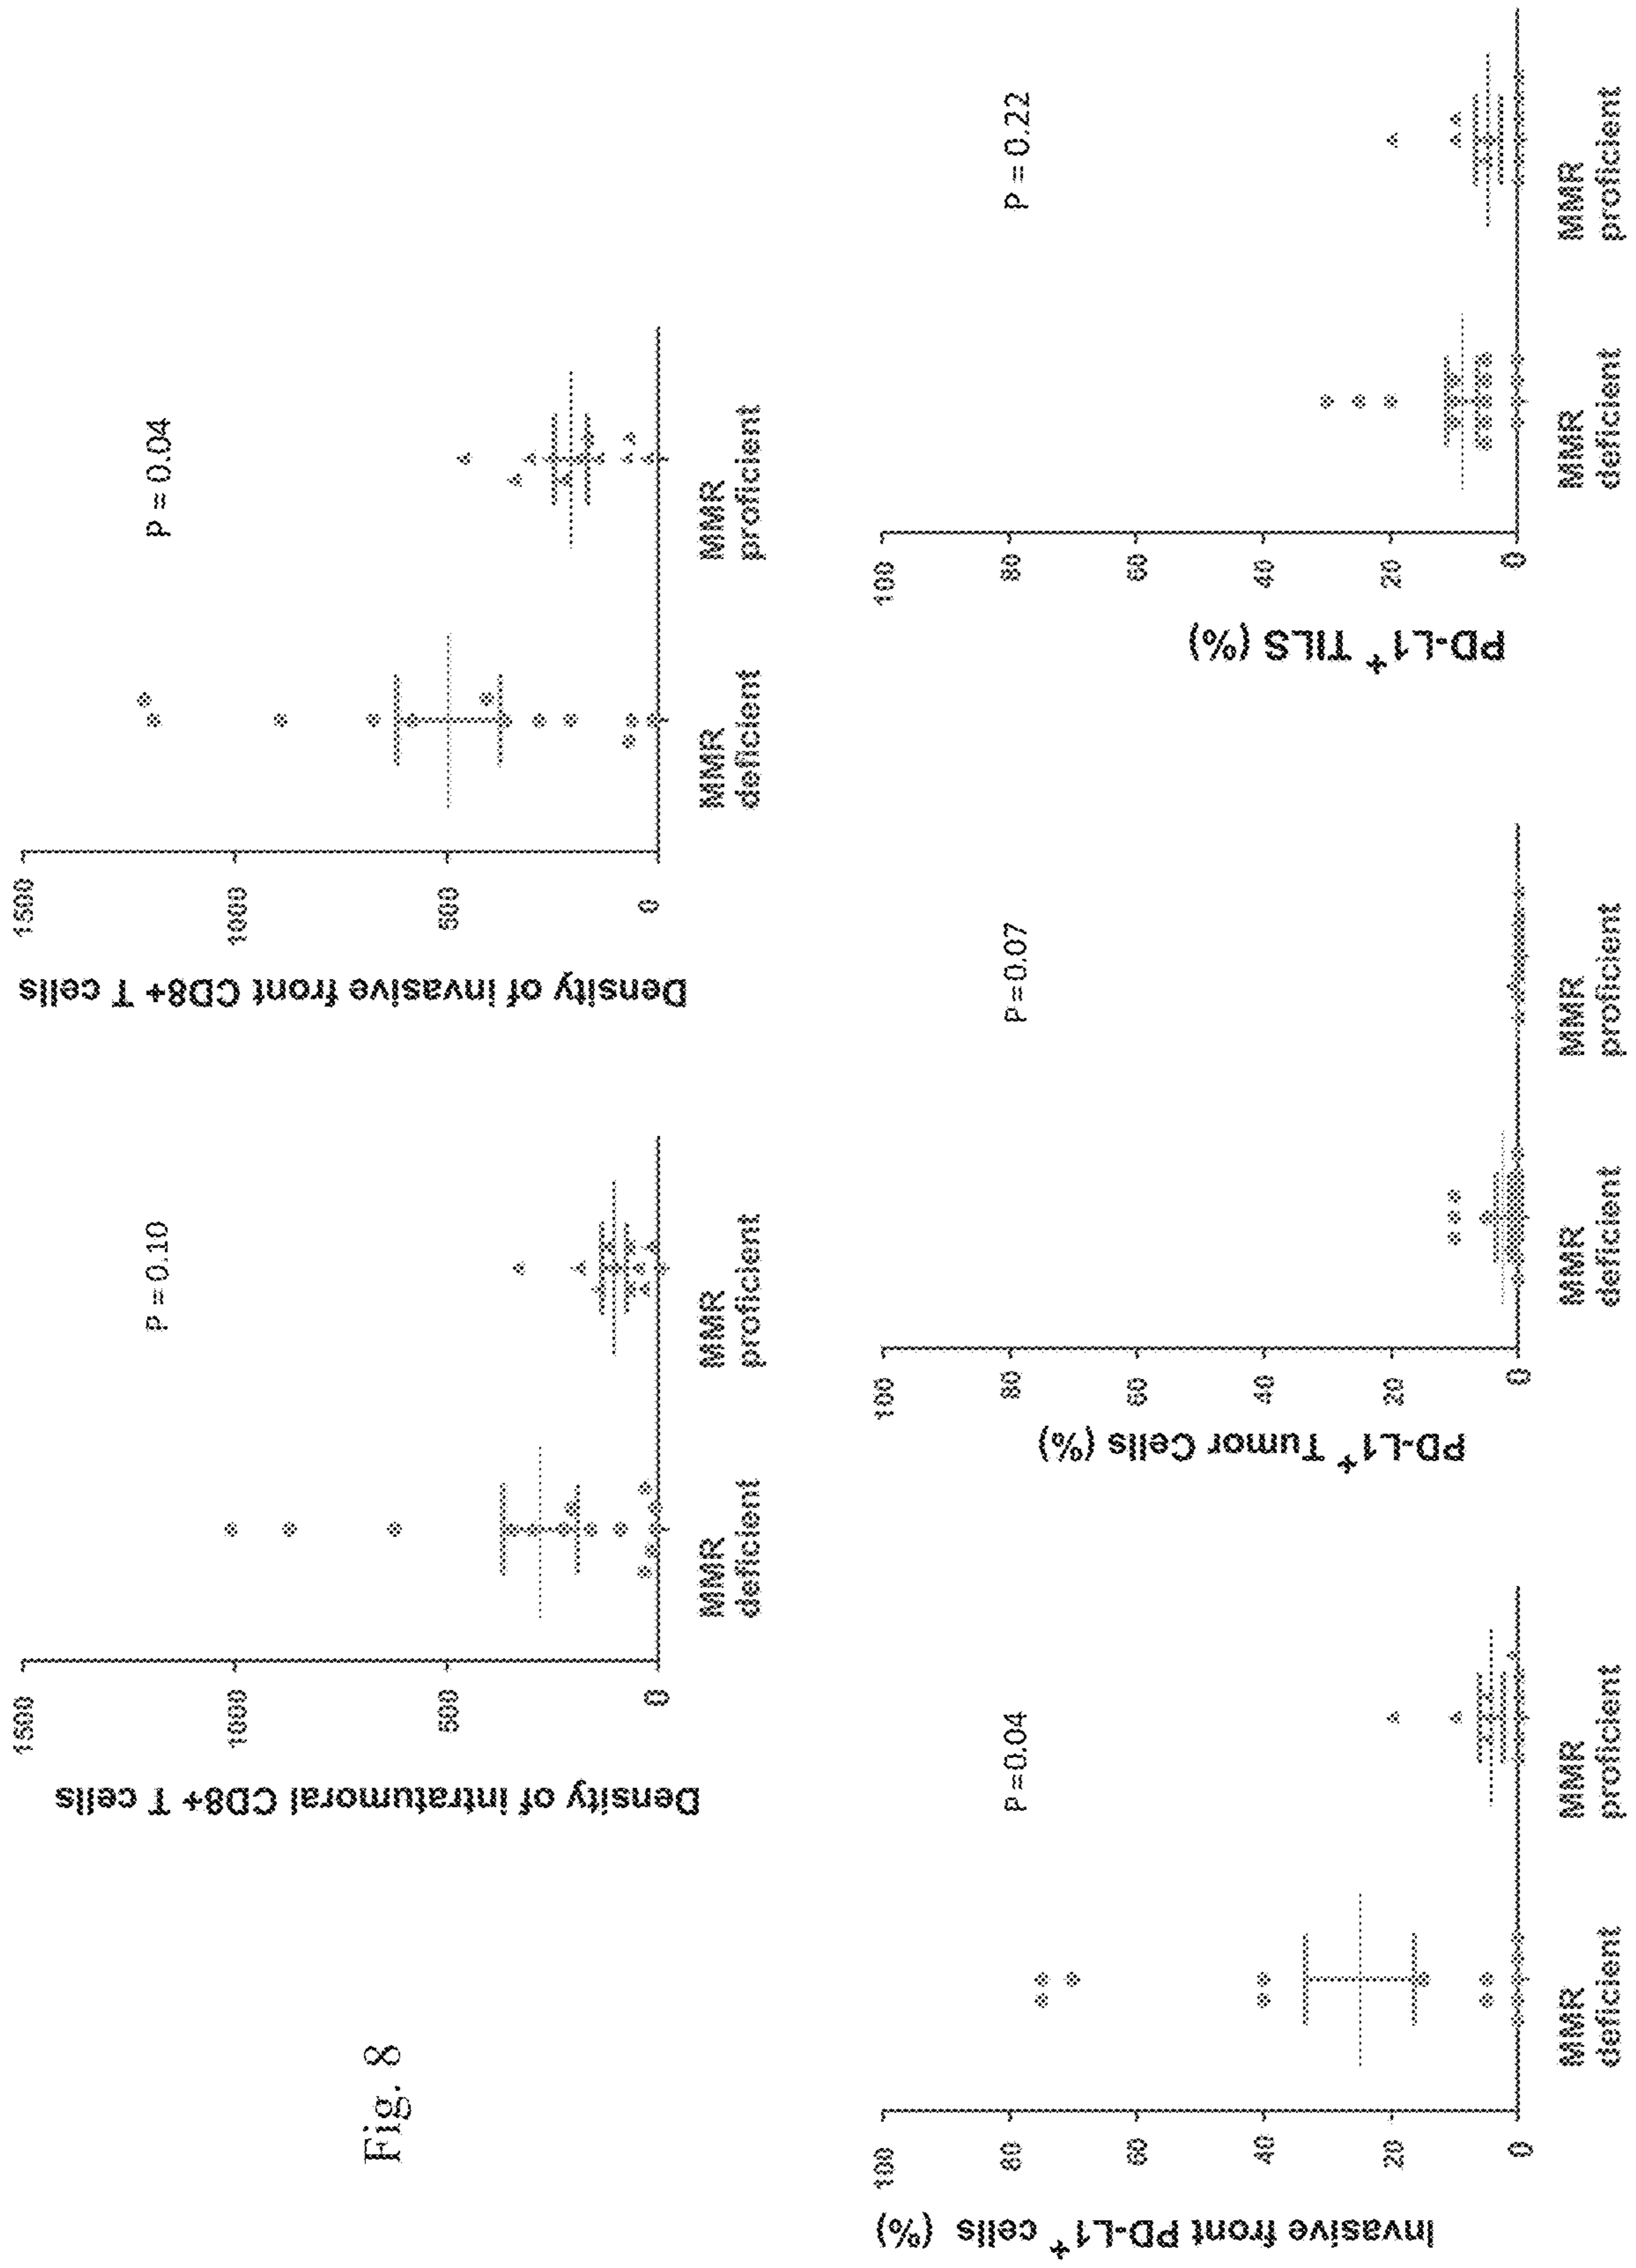 Fig. 8
Density of intratumoral CD8+ T cells
1500
1000
500
0
P = 0.10
MMR
deficient
MMR
proficient
Density of invasive front CD8+ T cells
1500
1000
500
0
P = 0.04
MMR
deficient
MMR
proficient
Invasive front PD-L1+ cells (%)
100
80
60
40
20
0
P=0.04
MMR
deficient
MMR
proficient
PD-L1+ Tumor Cells (%)
100
80
60
40
20
0
P=0.07
MMR
deficient
MMR
proficient
PD-L1+ TILS (%)
100
80
60
40
20
0
P = 0.22
MMR
deficient
MMR
proficient